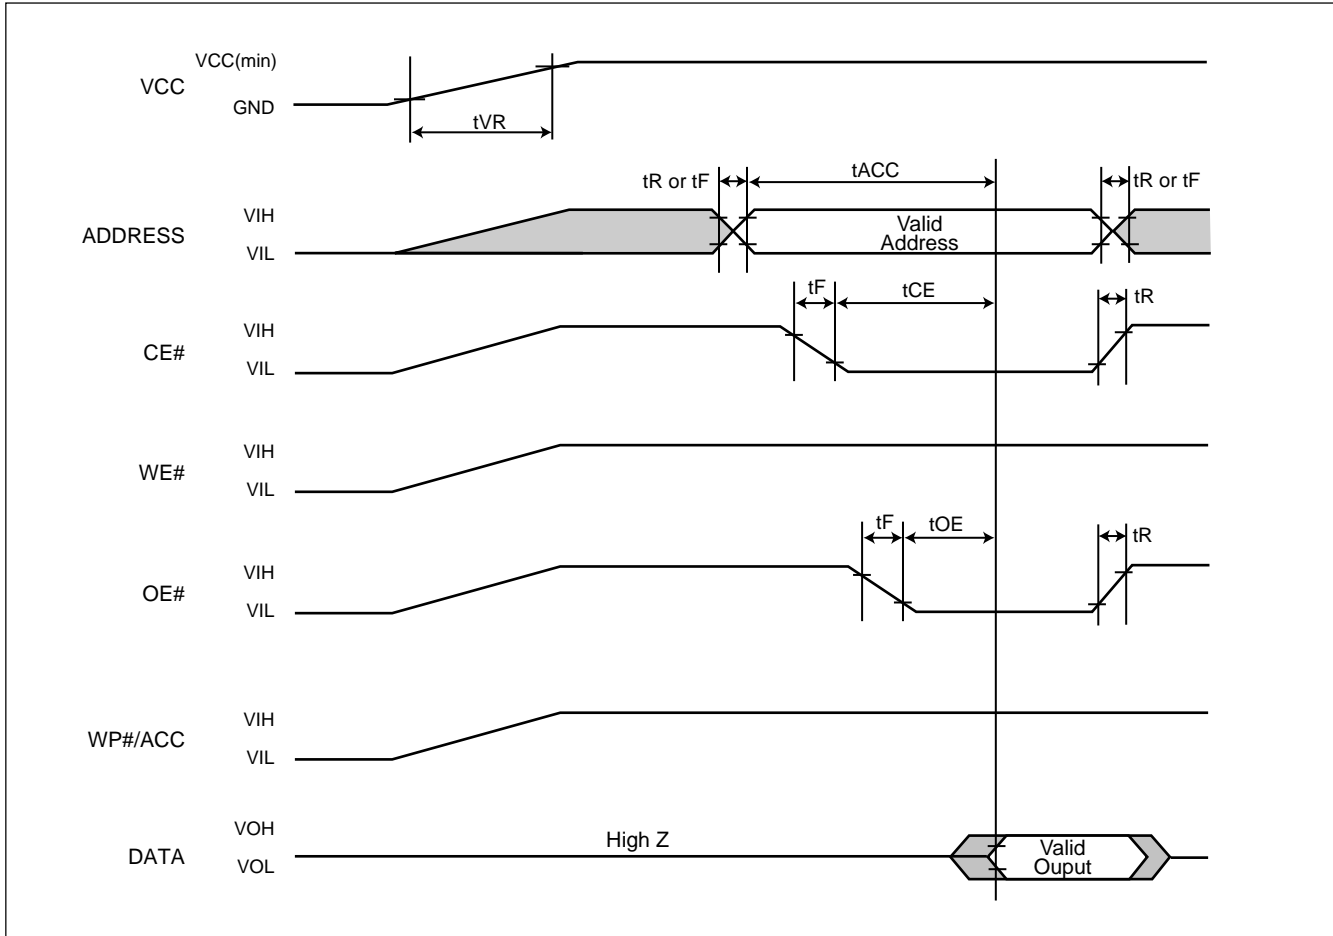 VCC(min)
VCC
GND
tVR
tR or tF
tACC
tR or tF
VIH
ADDRESS
VIL
Valid
Address
tF
tCE
tR
VIH
CE#
VIL
VIH
WE#
VIL
tF
tOE
tR
VIH
OE#
VIL
VIH
WP#/ACC
VIL
VOH
High Z
DATA
VOL
Valid
Ouput